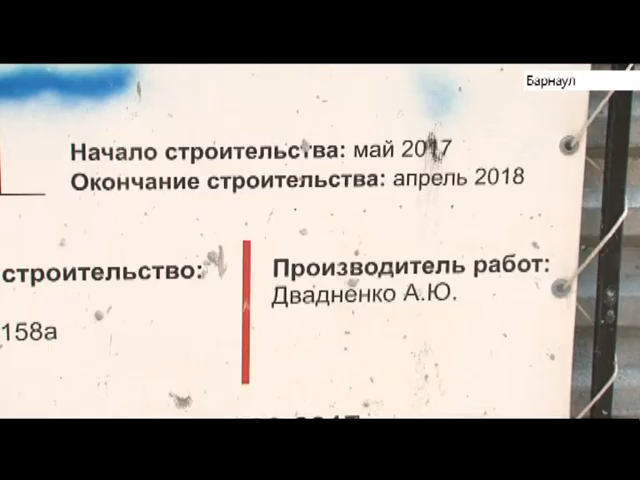 Барнаул
Начало строительства: май 2017
Окончание строительства: апрель 2018
строительство:
158а
Производитель работ:
Двадненко А.Ю.